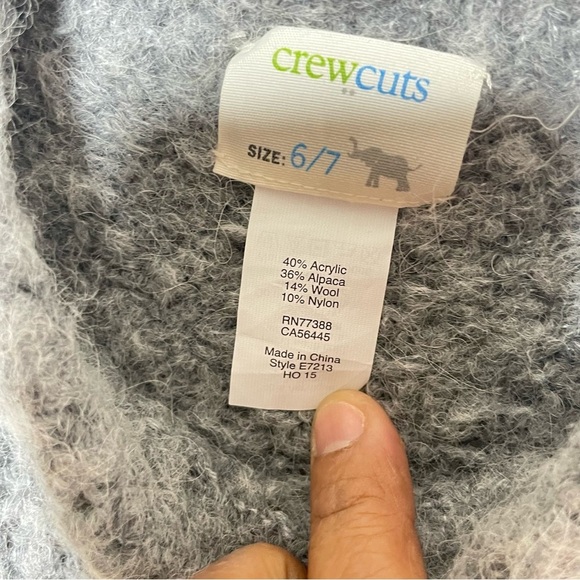 crewcuts
SIZE: 6/7
40% Acrylic
36% Alpaca
14% Wool
10% Nylon
RN77388
CA56445
Made in China
Style E7213
HO 15